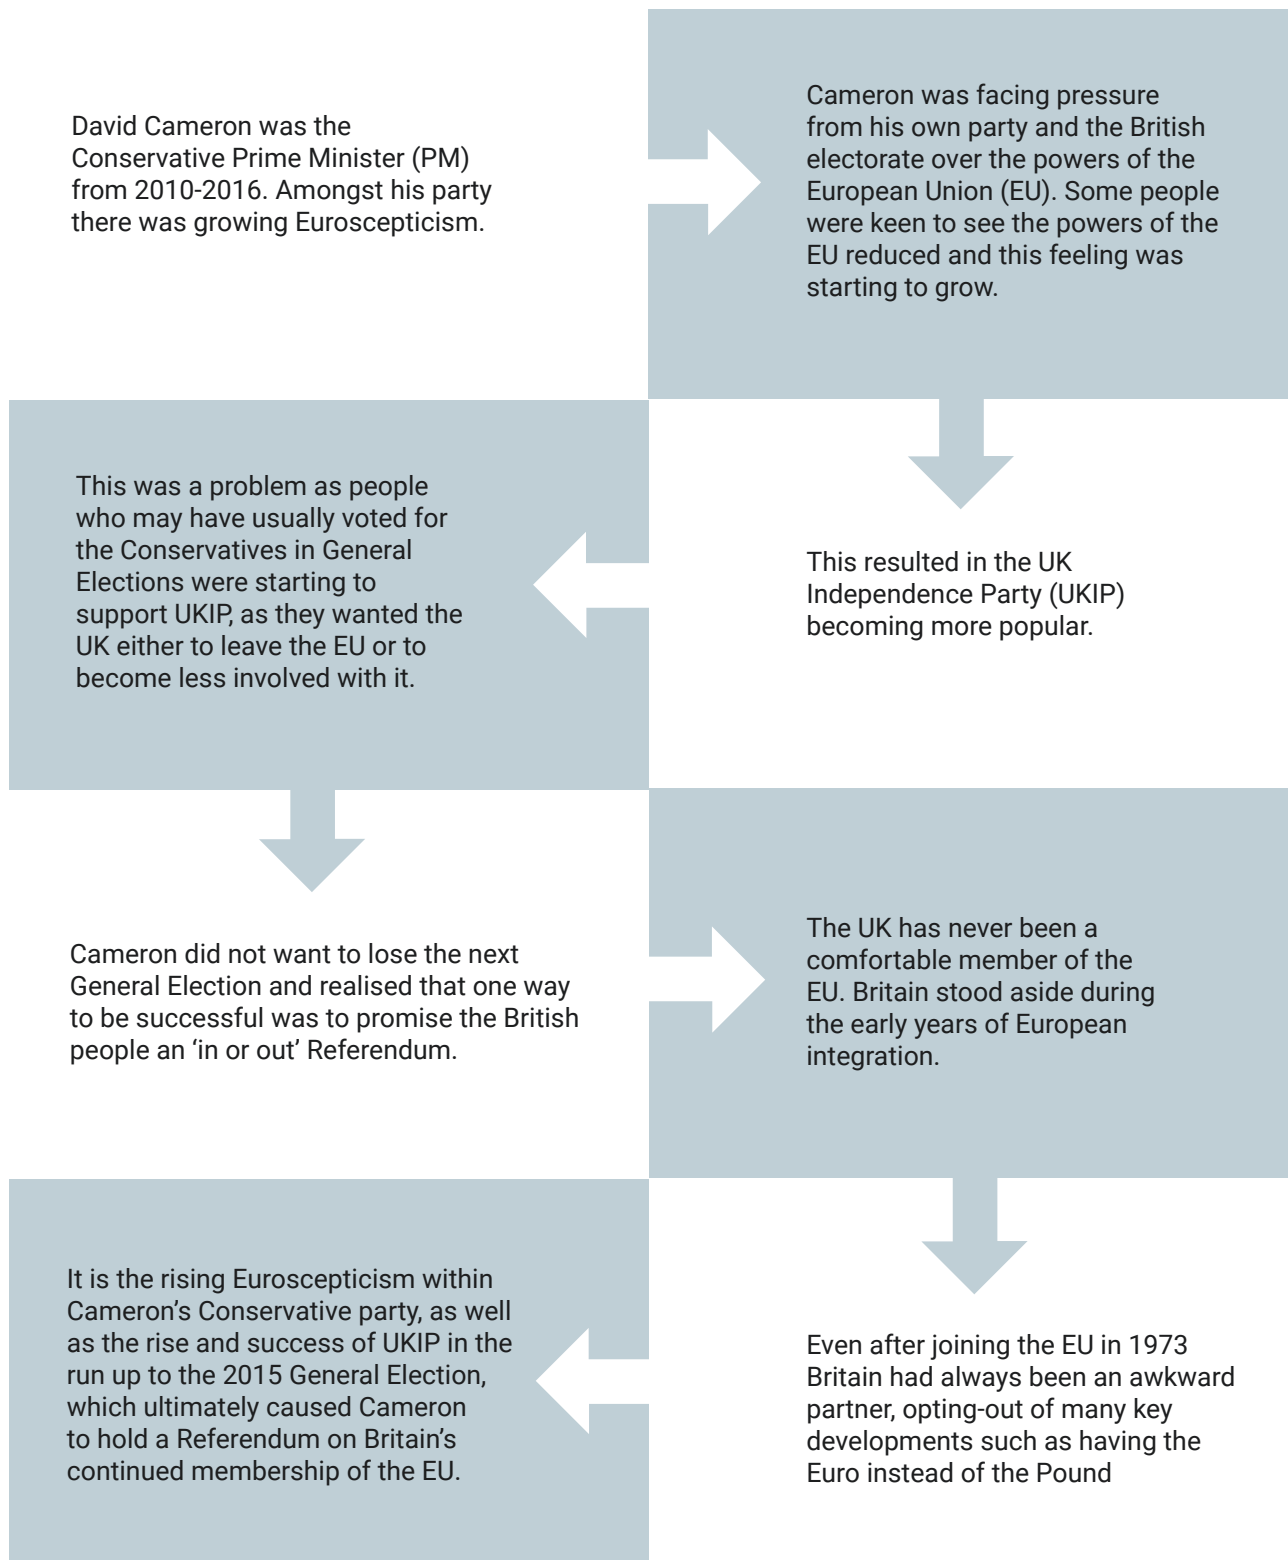 David Cameron was the
Conservative Prime Minister (PM)
from 2010-2016. Amongst his party
there was growing Euroscepticism.
Cameron was facing pressure
from his own party and the British
electorate over the powers of the
European Union (EU). Some people
were keen to see the powers of the
EU reduced and this feeling was
starting to grow.
This resulted in the UK
Independence Party (UKIP)
becoming more popular.
This was a problem as people
who may have usually voted for
the Conservatives in General
Elections were starting to
support UKIP, as they wanted the
UK either to leave the EU or to
become less involved with it.
Cameron did not want to lose the next
General Election and realised that one way
to be successful was to promise the British
people an ‘in or out’ Referendum.
The UK has never been a
comfortable member of the
EU. Britain stood aside during
the early years of European
integration.
Even after joining the EU in 1973
Britain had always been an awkward
partner, opting-out of many key
developments such as having the
Euro instead of the Pound
It is the rising Euroscepticism within
Cameron’s Conservative party, as well
as the rise and success of UKIP in the
run up to the 2015 General Election,
which ultimately caused Cameron
to hold a Referendum on Britain’s
continued membership of the EU.